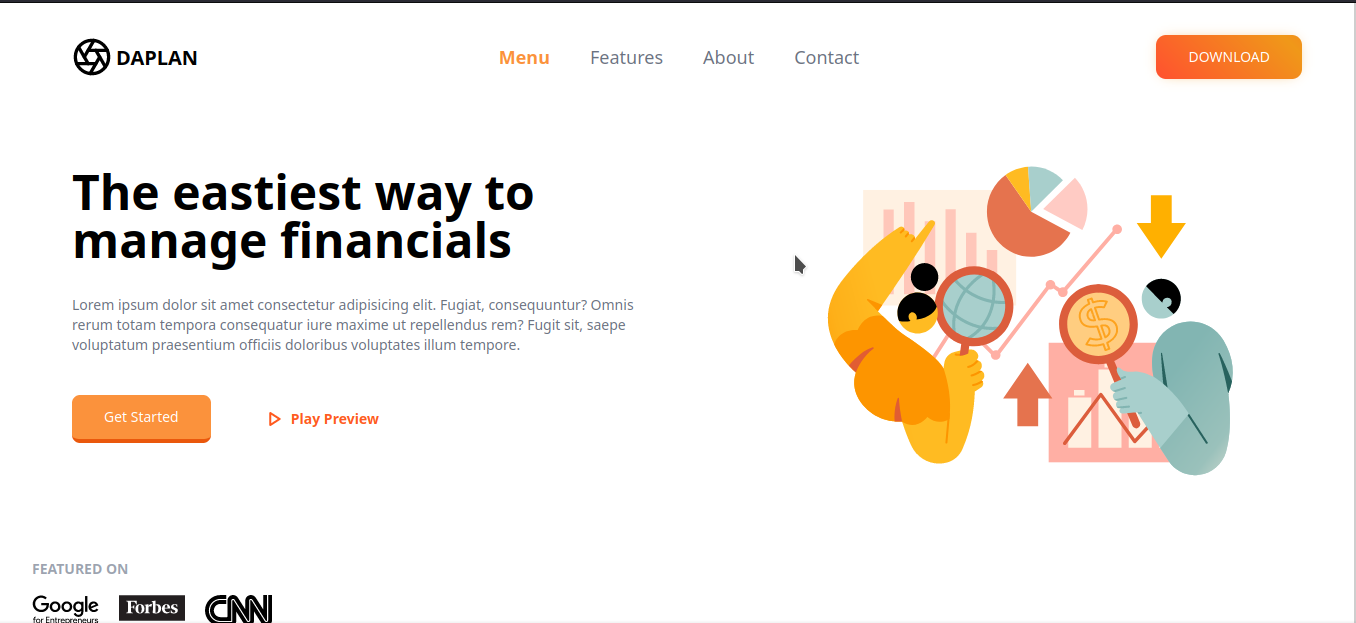 DAPLAN
Menu Features About Contact
DOWNLOAD
The eastiest way to
manage financials
Lorem ipsum dolor sit amet consectetur adipisicing elit. Fugiat, consequuntur? Omnis
rerum totam tempora consequatur iure maxime ut repellendus rem? Fugit sit, saepe
voluptatum praesentium officiis doloribus voluptates illum tempore.
Get Started
Play Preview
$
FEATURED ON
Google
for Entrepreneurs
Forbes
CNN